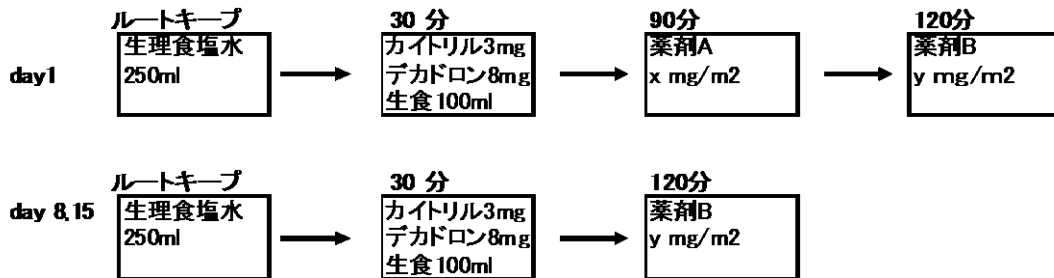 ルートキープ 30 分 90分 120分
day1
生理食塩水
250ml
カイトリル3mg
デカドロン8mg
生食100ml
薬剤A
x mg/m2
薬剤B
y mg/m2
ルートキープ 30 分 120分
day 8,15
生理食塩水
250ml
カイトリル3mg
デカドロン8mg
生食100ml
薬剤B
y mg/m2